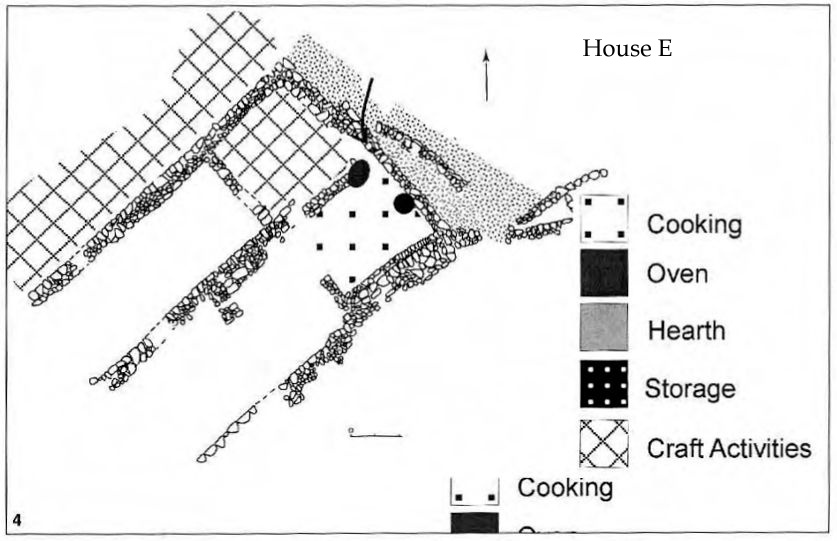 House E
Cooking
Oven
Hearth
Storage
Craft Activities
Cooking
4